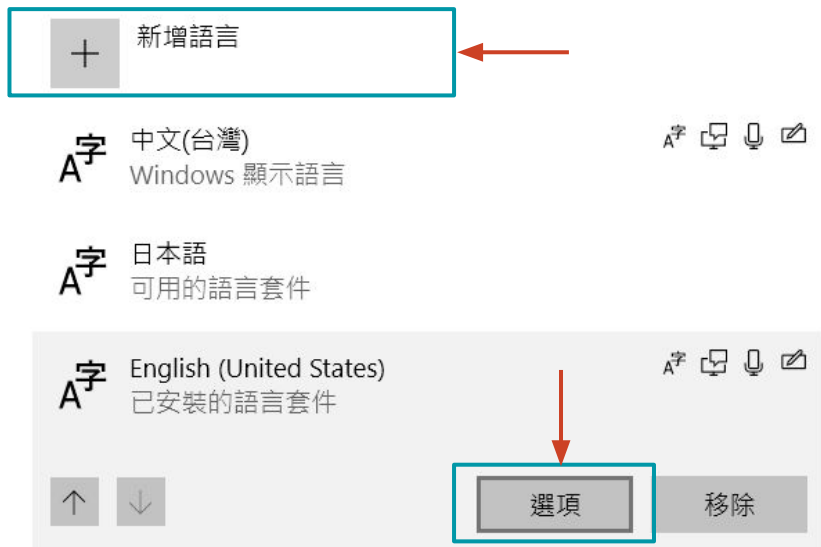 新增語言
中文(台灣)
Windows 顯示語言
日本語
可用的語言套件
English (United States)
已安裝的語言套件
選項
移除